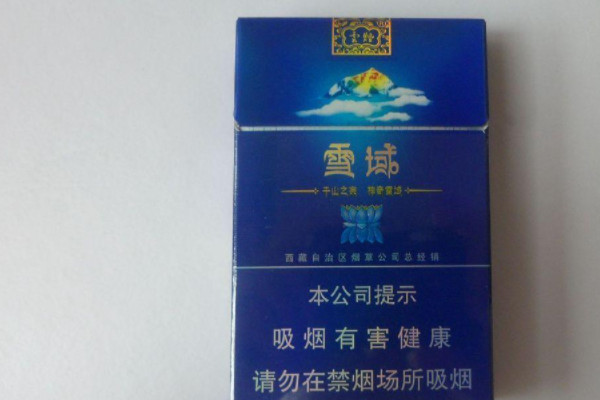 雪域
千山之宗 神奇雪域
西藏自治区烟草公司总经销
本公司提示
吸烟有害健康
请勿在禁烟场所吸烟